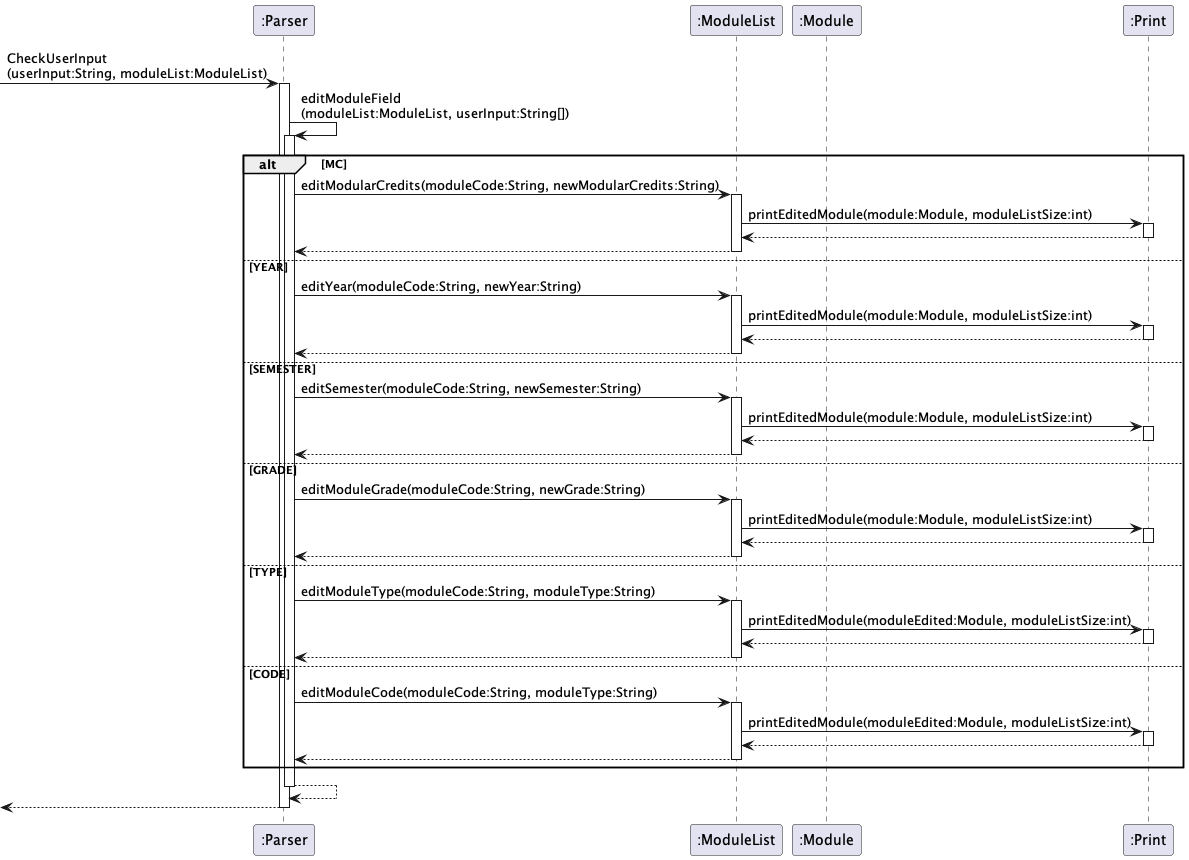 :Parser :ModuleList :Module :Print
CheckUserInput
(userInput:String, moduleList:ModuleList)
editModuleField
(moduleList:ModuleList, userInput:String[])
alt [MC]
editModularCredits(moduleCode:String, newModularCredits:String)
printEditedModule(module:Module, moduleListSize:int)
[YEAR]
editYear(moduleCode:String, newYear:String)
printEditedModule(module:Module, moduleListSize:int)
[SEMESTER]
editSemester(moduleCode:String, newSemester:String)
printEditedModule(module:Module, moduleListSize:int)
[GRADE]
editModuleGrade(moduleCode:String, newGrade:String)
printEditedModule(module:Module, moduleListSize:int)
[TYPE]
editModuleType(moduleCode:String, moduleType:String)
printEditedModule(moduleEdited:Module, moduleListSize:int)
[CODE]
editModuleCode(moduleCode:String, moduleType:String)
printEditedModule(moduleEdited:Module, moduleListSize:int)
:Parser :ModuleList :Module :Print